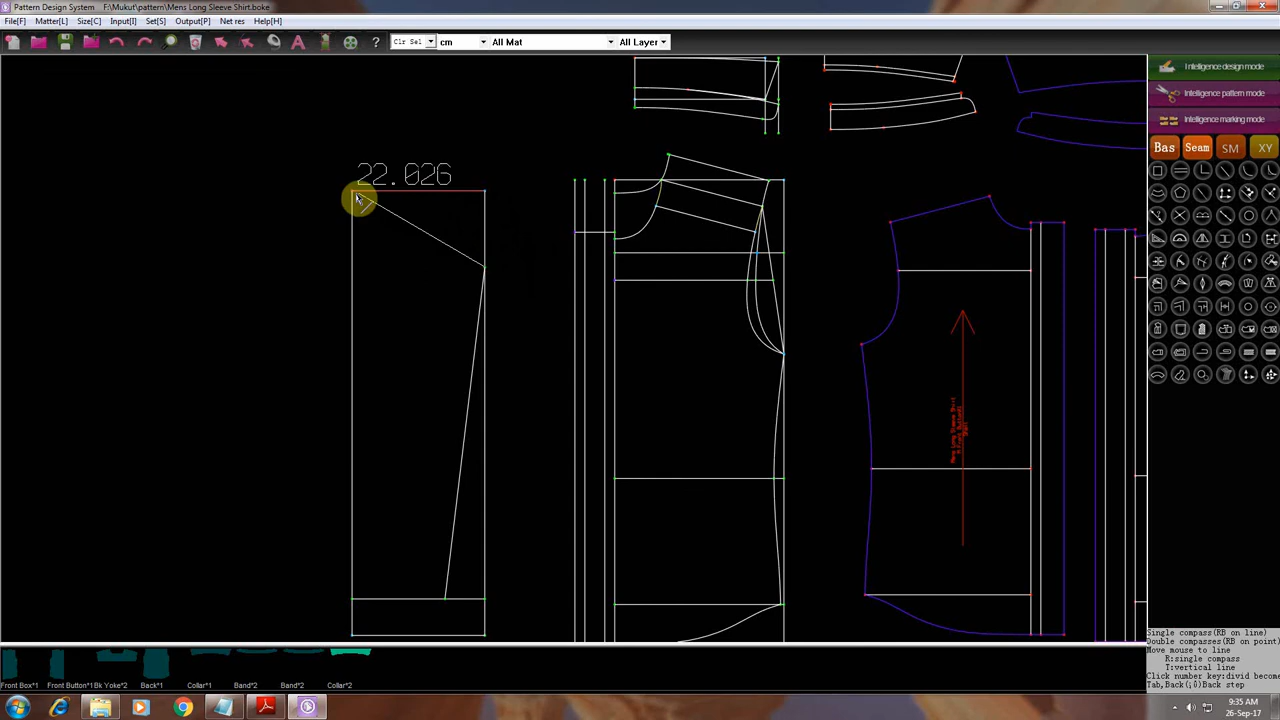 Pattern Design System F:\Mukut\pattern\Mens Long Sleeve Shirt.boke
File[F] Matter[L] Size[C] Input[I] Set[S] Output[P] Net res Help[H]
Clr Sel cm All Mat All Layer
Intelligence design mode
Intelligence pattern mode
Intelligence marking mode
Bas Seam SM XY
22.026
Mens Long Sleeve Shirt
Single compass(RB on line)
Double compasses(RB on point)
Move mouse to line
R:single compass
T:vertical line
Click number key:divid become
Tab,Back(;0)Back step
Front Box*1 Front Button*1 Bk Yoke*2 Back*1 Collar*1 Band*2 Band*2 Collar*2
9:35 AM
26-Sep-17